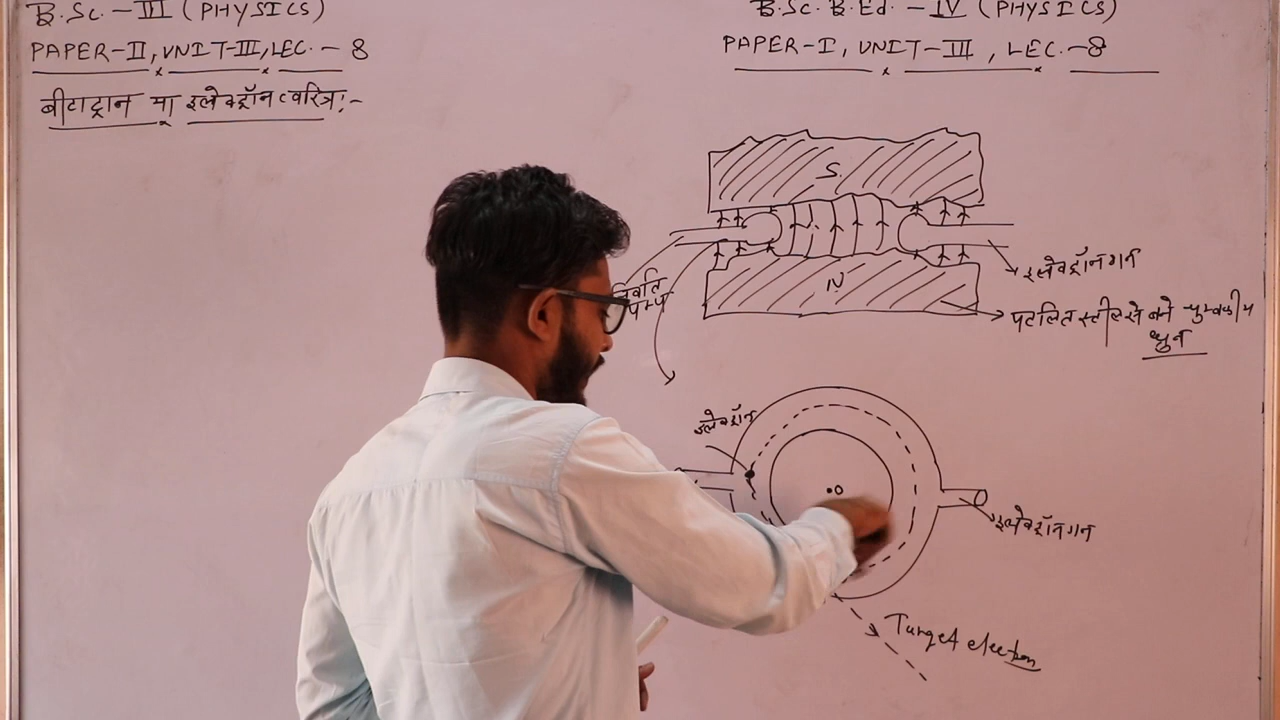 B.Sc. - III (PHYSICS)
PAPER-II, UNIT-III, LEC. - 8
बीटाट्रान या इलेक्ट्रॉन त्वरित्र:-
B.Sc. B.Ed. - IV (PHYSICS)
PAPER-I, UNIT-III, LEC. - 8
S
N
निर्वात
पम्प
इलेक्ट्रॉन गन
पटलित स्टील से बने चुम्बकीय
ध्रुव
इलेक्ट्रॉन
O
इलेक्ट्रॉन गन
Target electron